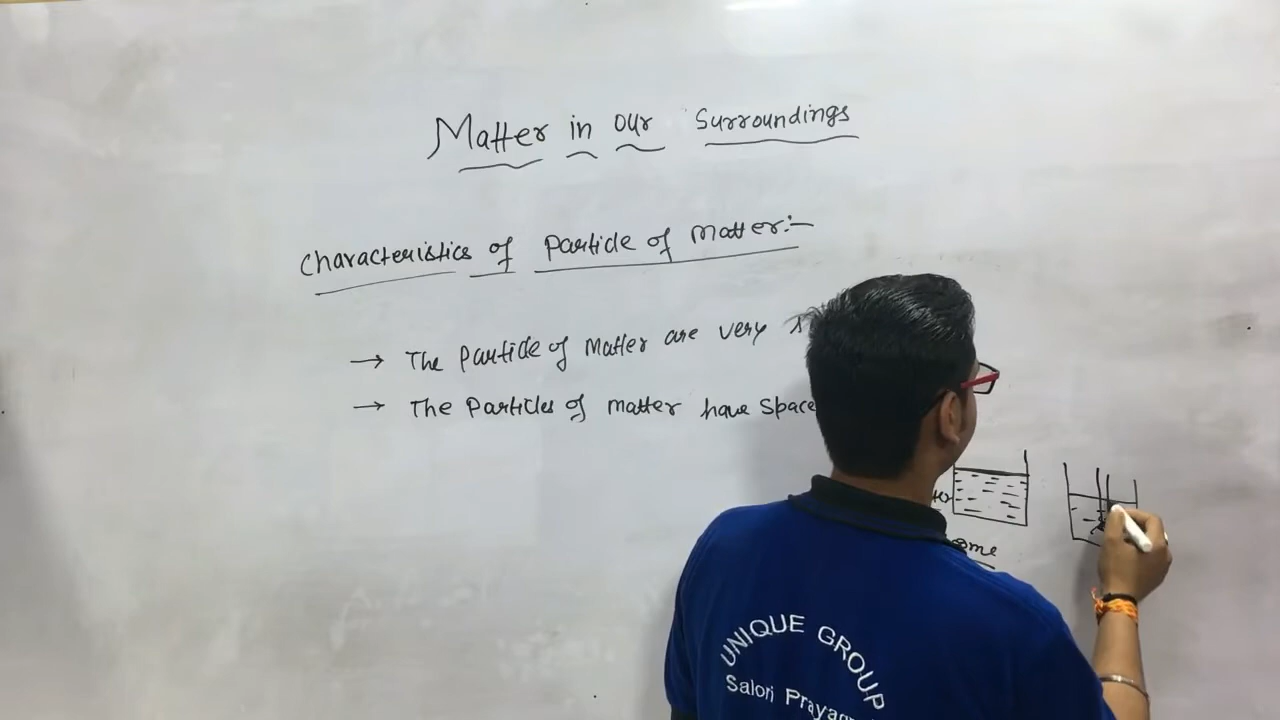 Matter in our Surroundings
Characteristics of Particle of Matter:-
→ The Particle of Matter are very
→ The Particles of matter have Space
UNIQUE GROUP
Salori